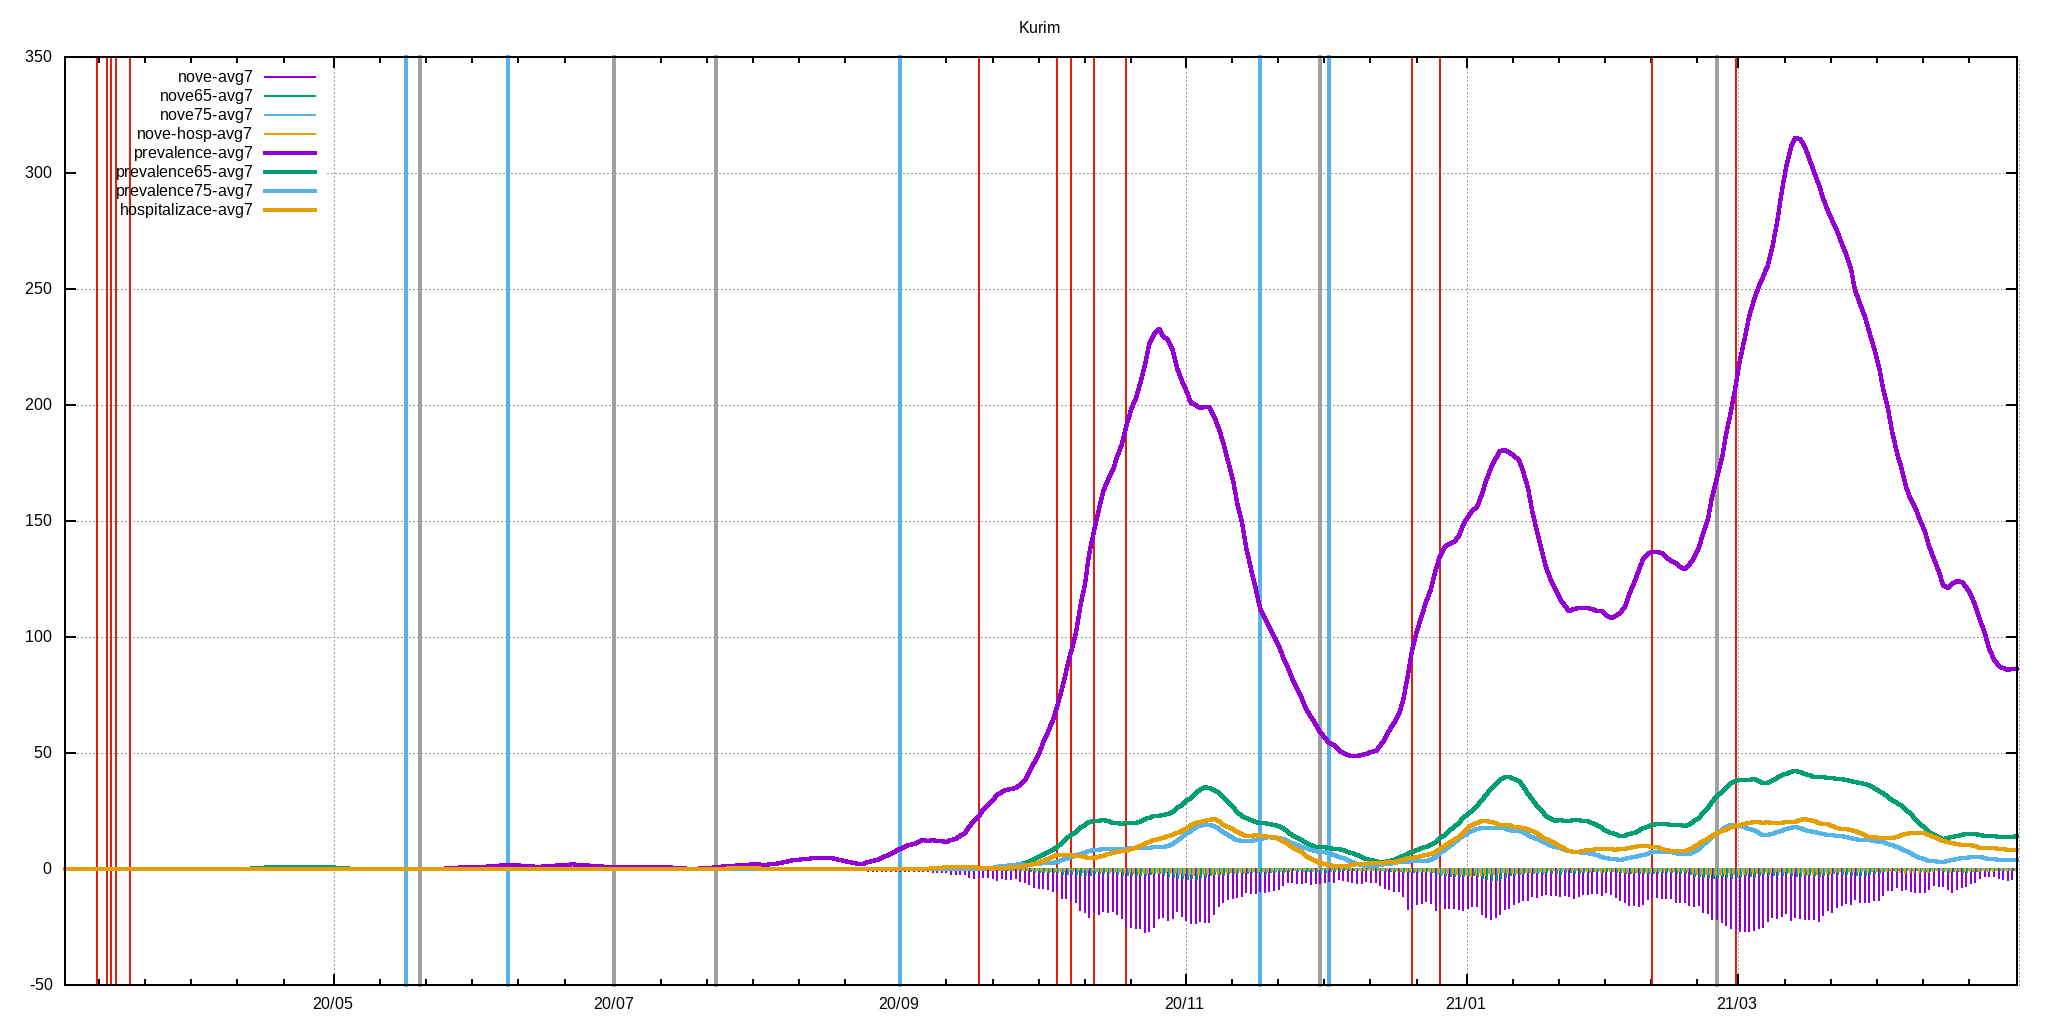 Kurim
350
300
250
200
150
100
50
0
-50
nove-avg7
nove65-avg7
nove75-avg7
nove-hosp-avg7
prevalence-avg7
prevalence65-avg7
prevalence75-avg7
hospitalizace-avg7
20/05
20/07
20/09
20/11
21/01
21/03